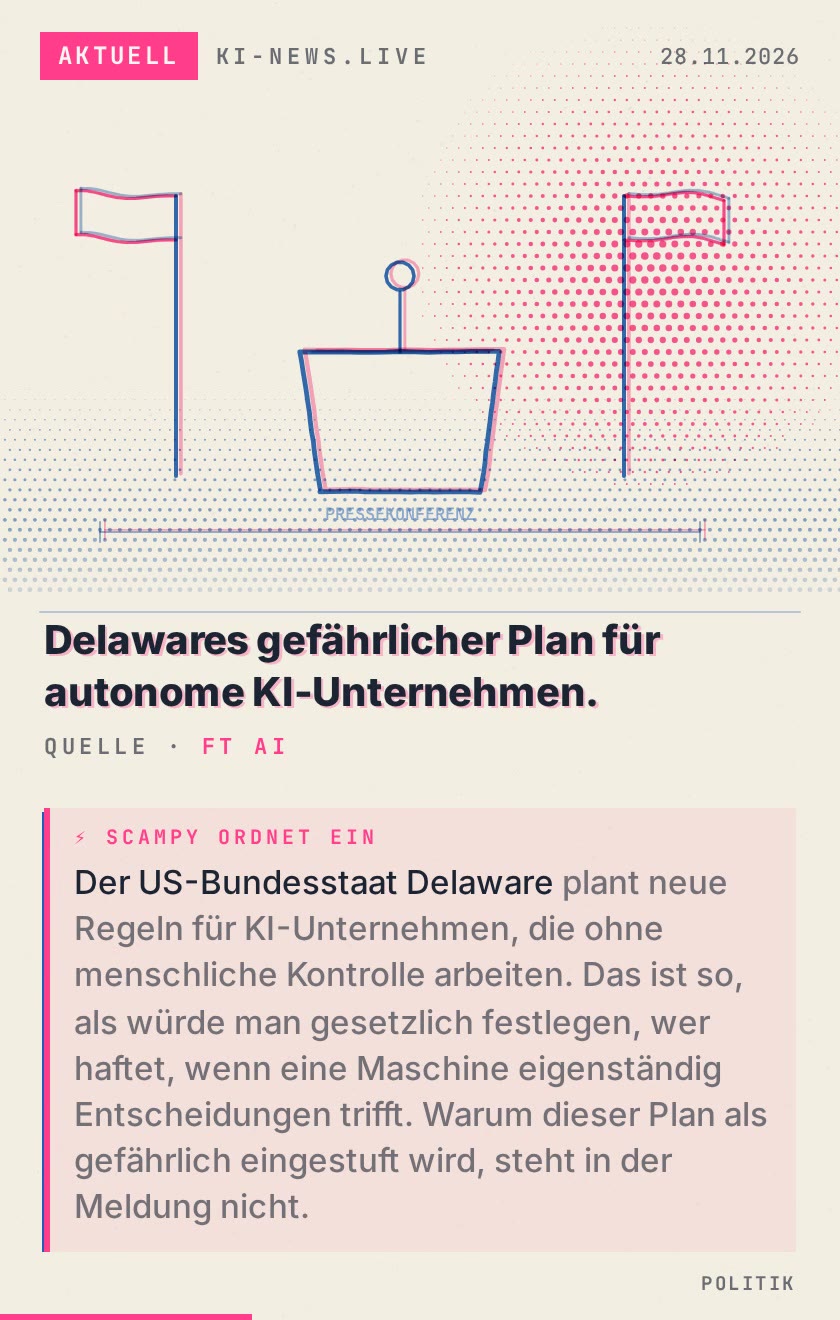 AKTUELL KI-NEWS.LIVE 28.11.2026
PRESSEKONFERENZ
Delawares gefährlicher Plan für
autonome KI-Unternehmen.
QUELLE · FT AI
⚡ SCAMPY ORDNET EIN
Der US-Bundesstaat Delaware plant neue
Regeln für KI-Unternehmen, die ohne
menschliche Kontrolle arbeiten. Das ist so,
als würde man gesetzlich festlegen, wer
haftet, wenn eine Maschine eigenständig
Entscheidungen trifft. Warum dieser Plan als
gefährlich eingestuft wird, steht in der
Meldung nicht.
POLITIK